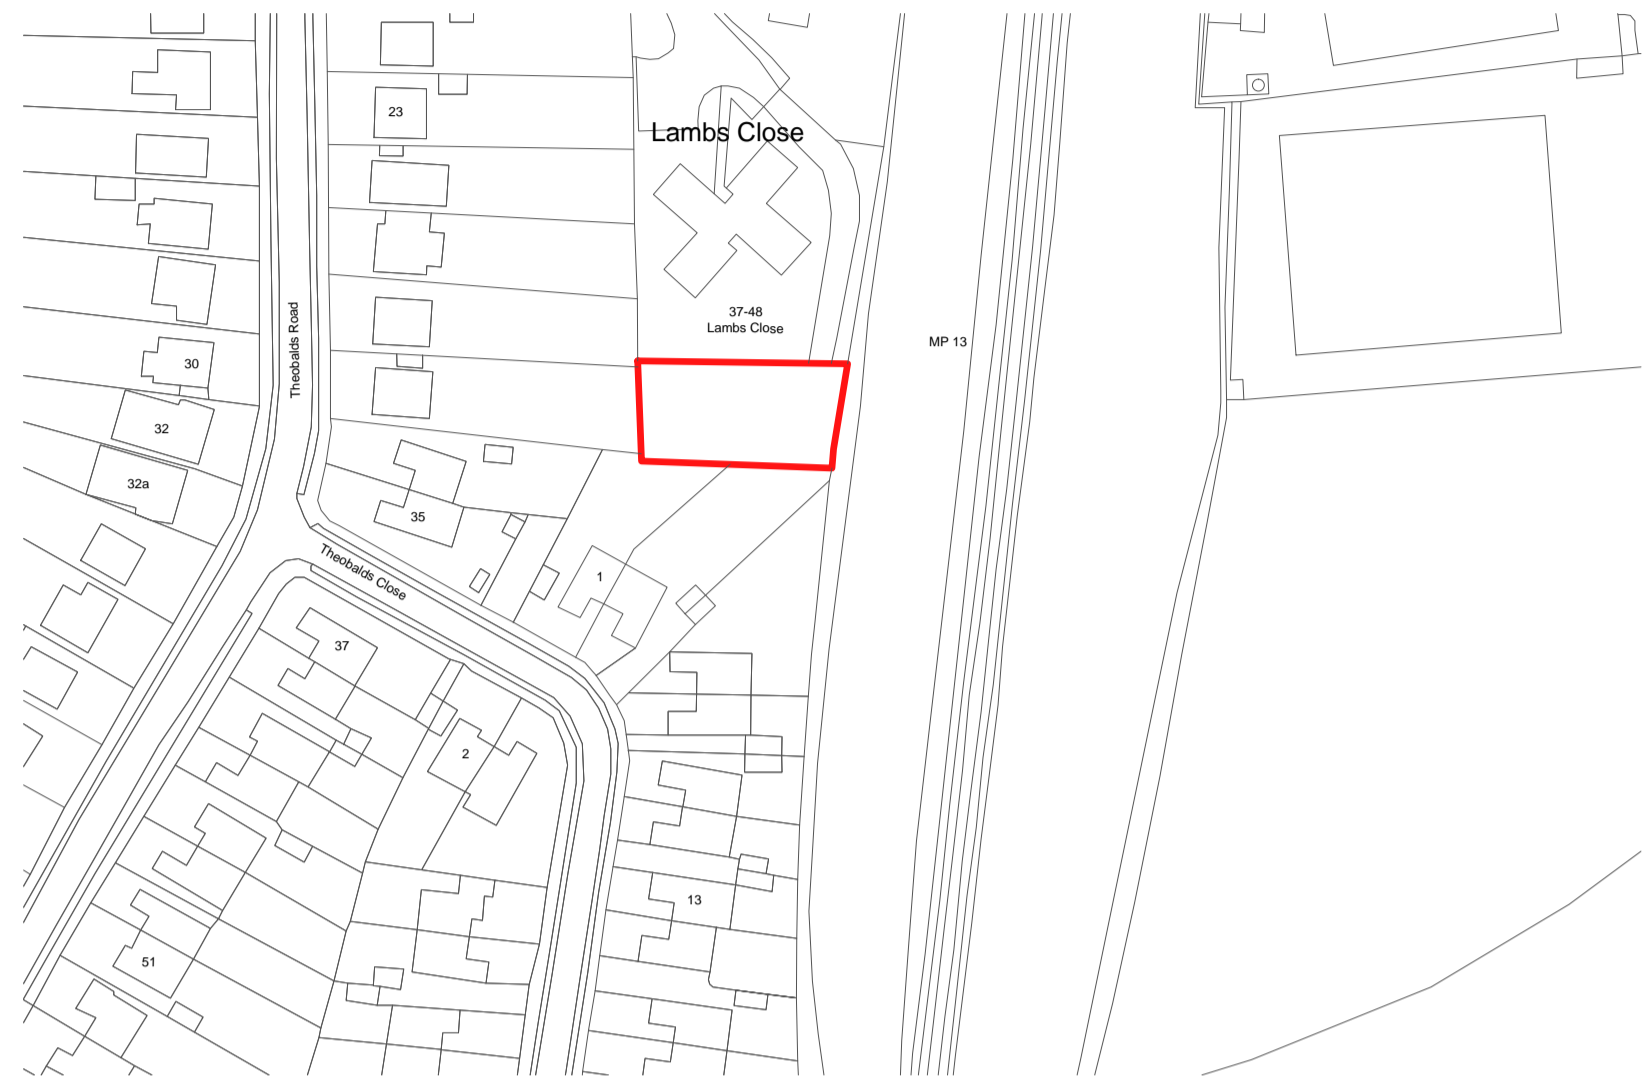 23
Lambs Close
37-48
Lambs Close
Theobalds Road
MP 13
30
32
32a
35
Theobalds Close
1
37
2
13
51